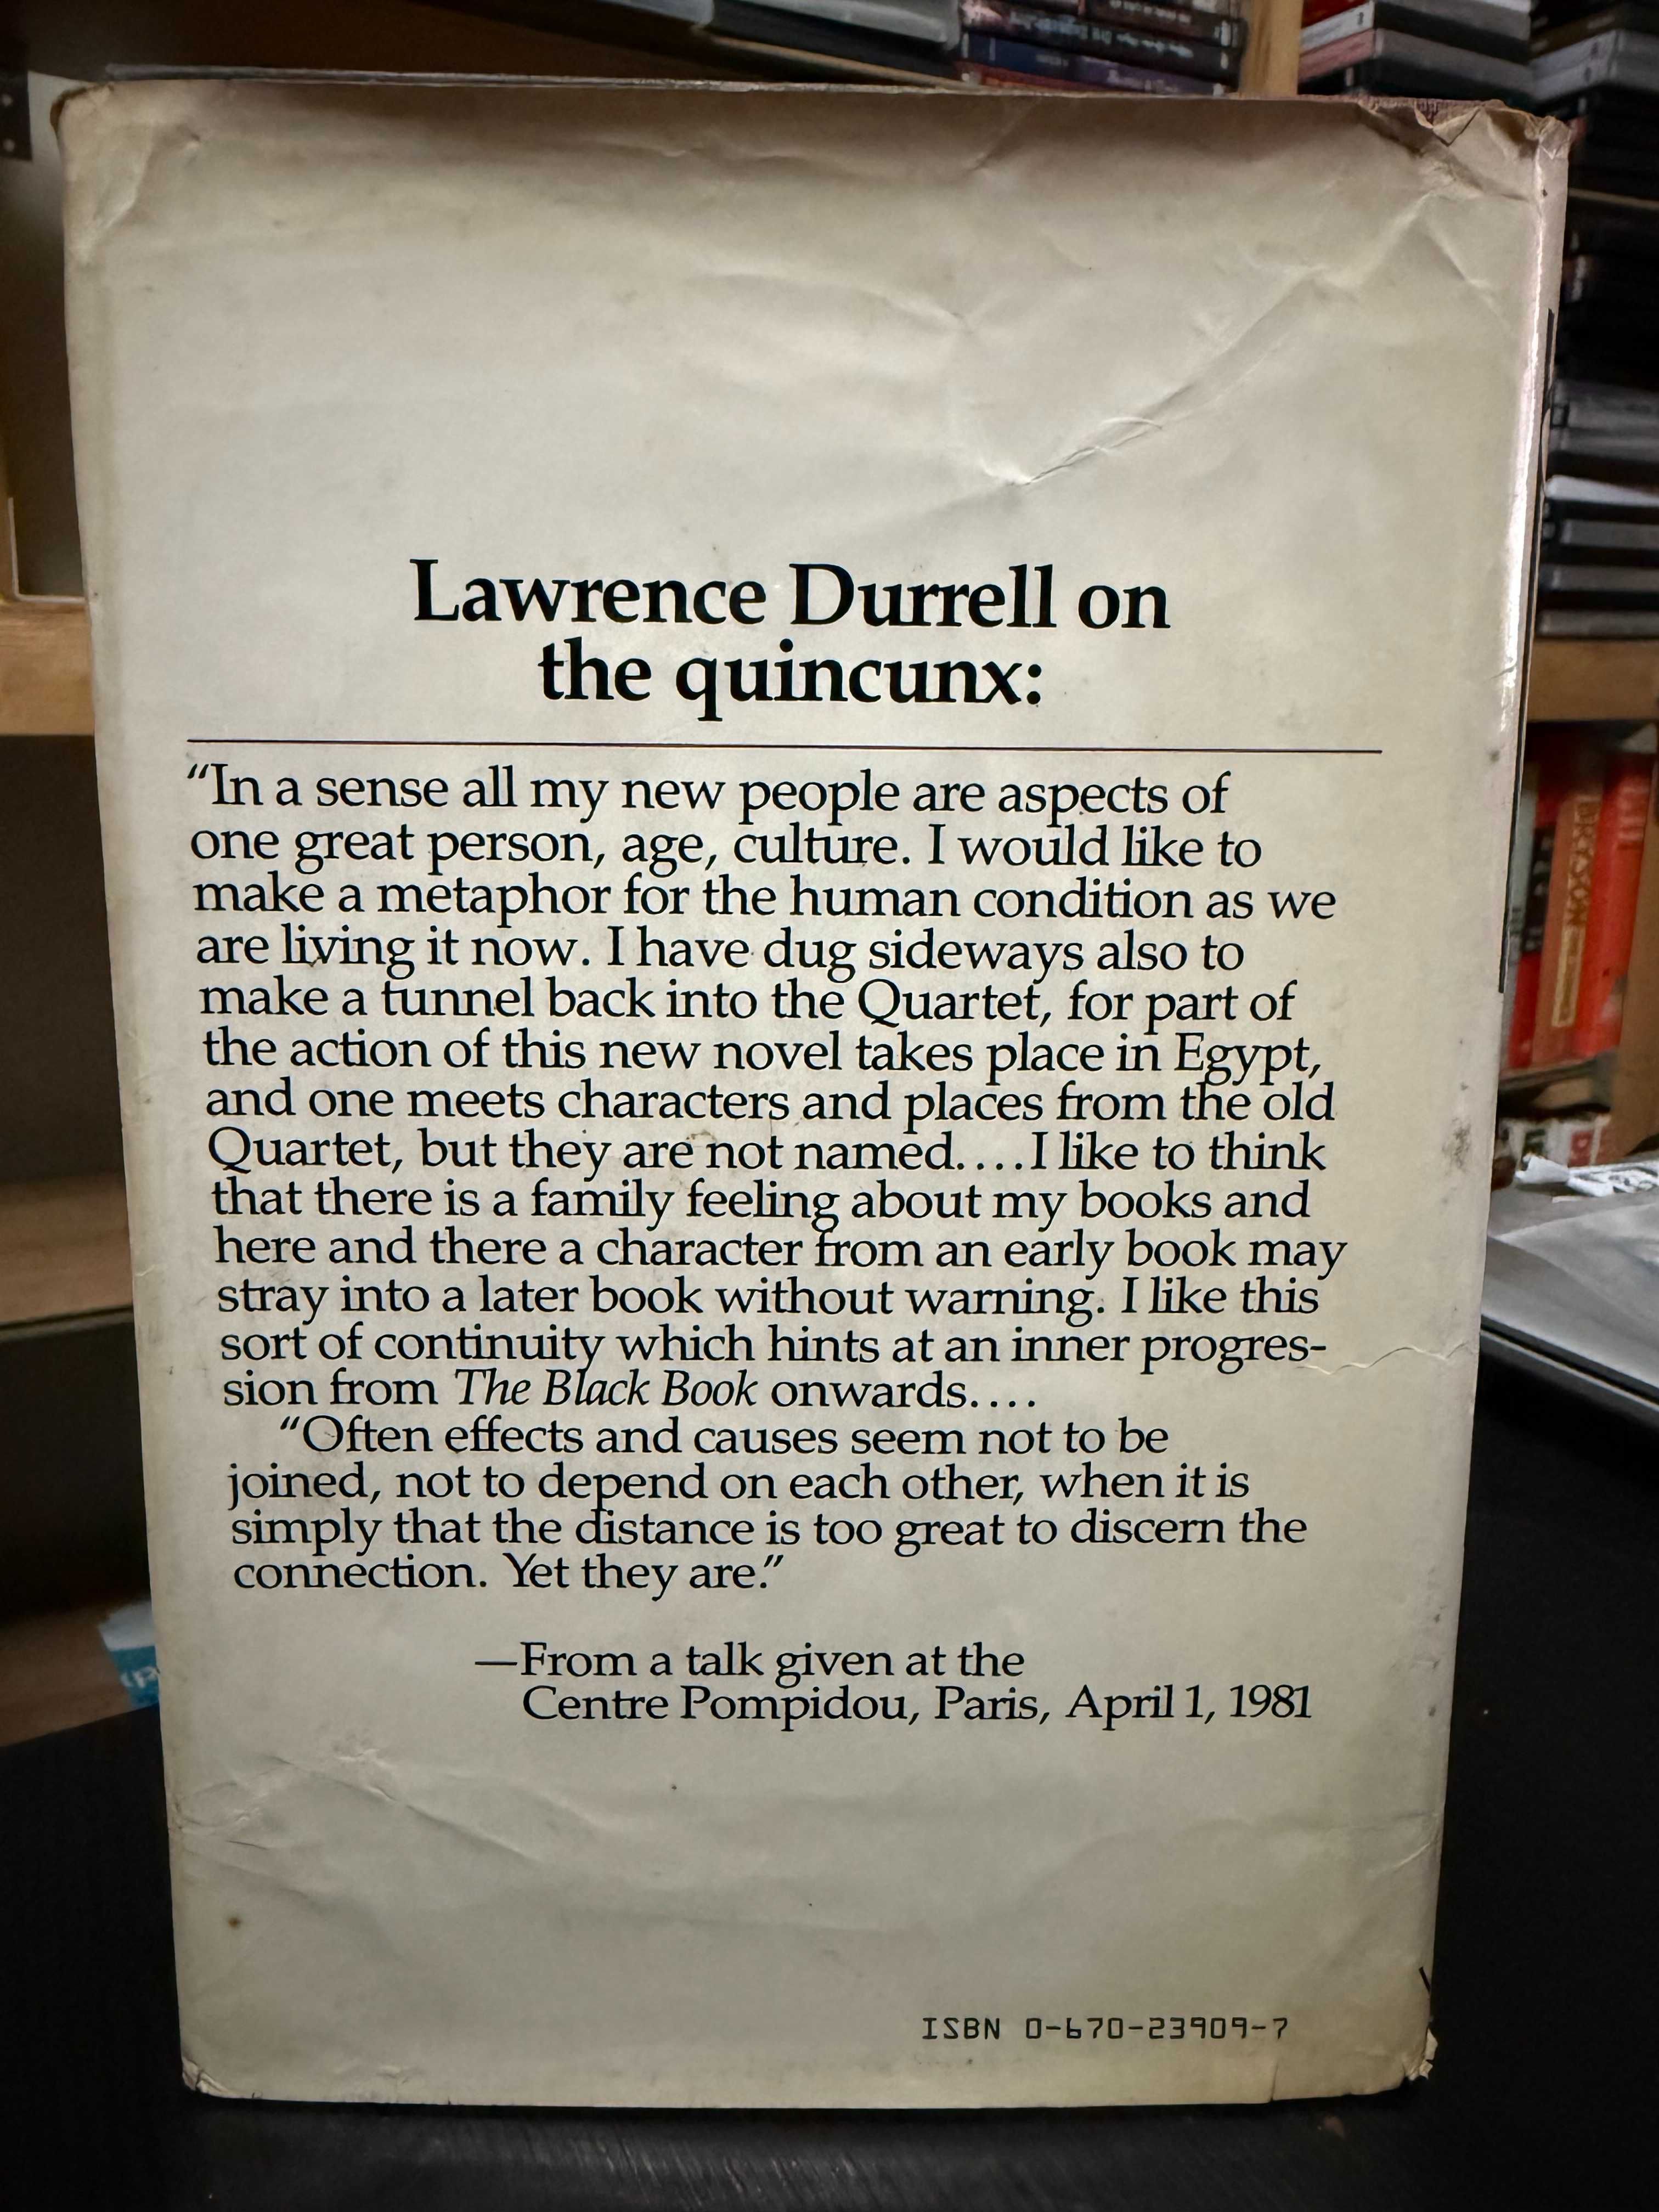 Lawrence Durrell on
the quincunx:
“In a sense all my new people are aspects of
one great person, age, culture. I would like to
make a metaphor for the human condition as we
are living it now. I have dug sideways also to
make a tunnel back into the Quartet, for part of
the action of this new novel takes place in Egypt,
and one meets characters and places from the old
Quartet, but they are not named....I like to think
that there is a family feeling about my books and
here and there a character from an early book may
stray into a later book without warning. I like this
sort of continuity which hints at an inner progres-
sion from The Black Book onwards....
“Often effects and causes seem not to be
joined, not to depend on each other, when it is
simply that the distance is too great to discern the
connection. Yet they are.”
—From a talk given at the
Centre Pompidou, Paris, April 1, 1981
ISBN 0-670-23909-7